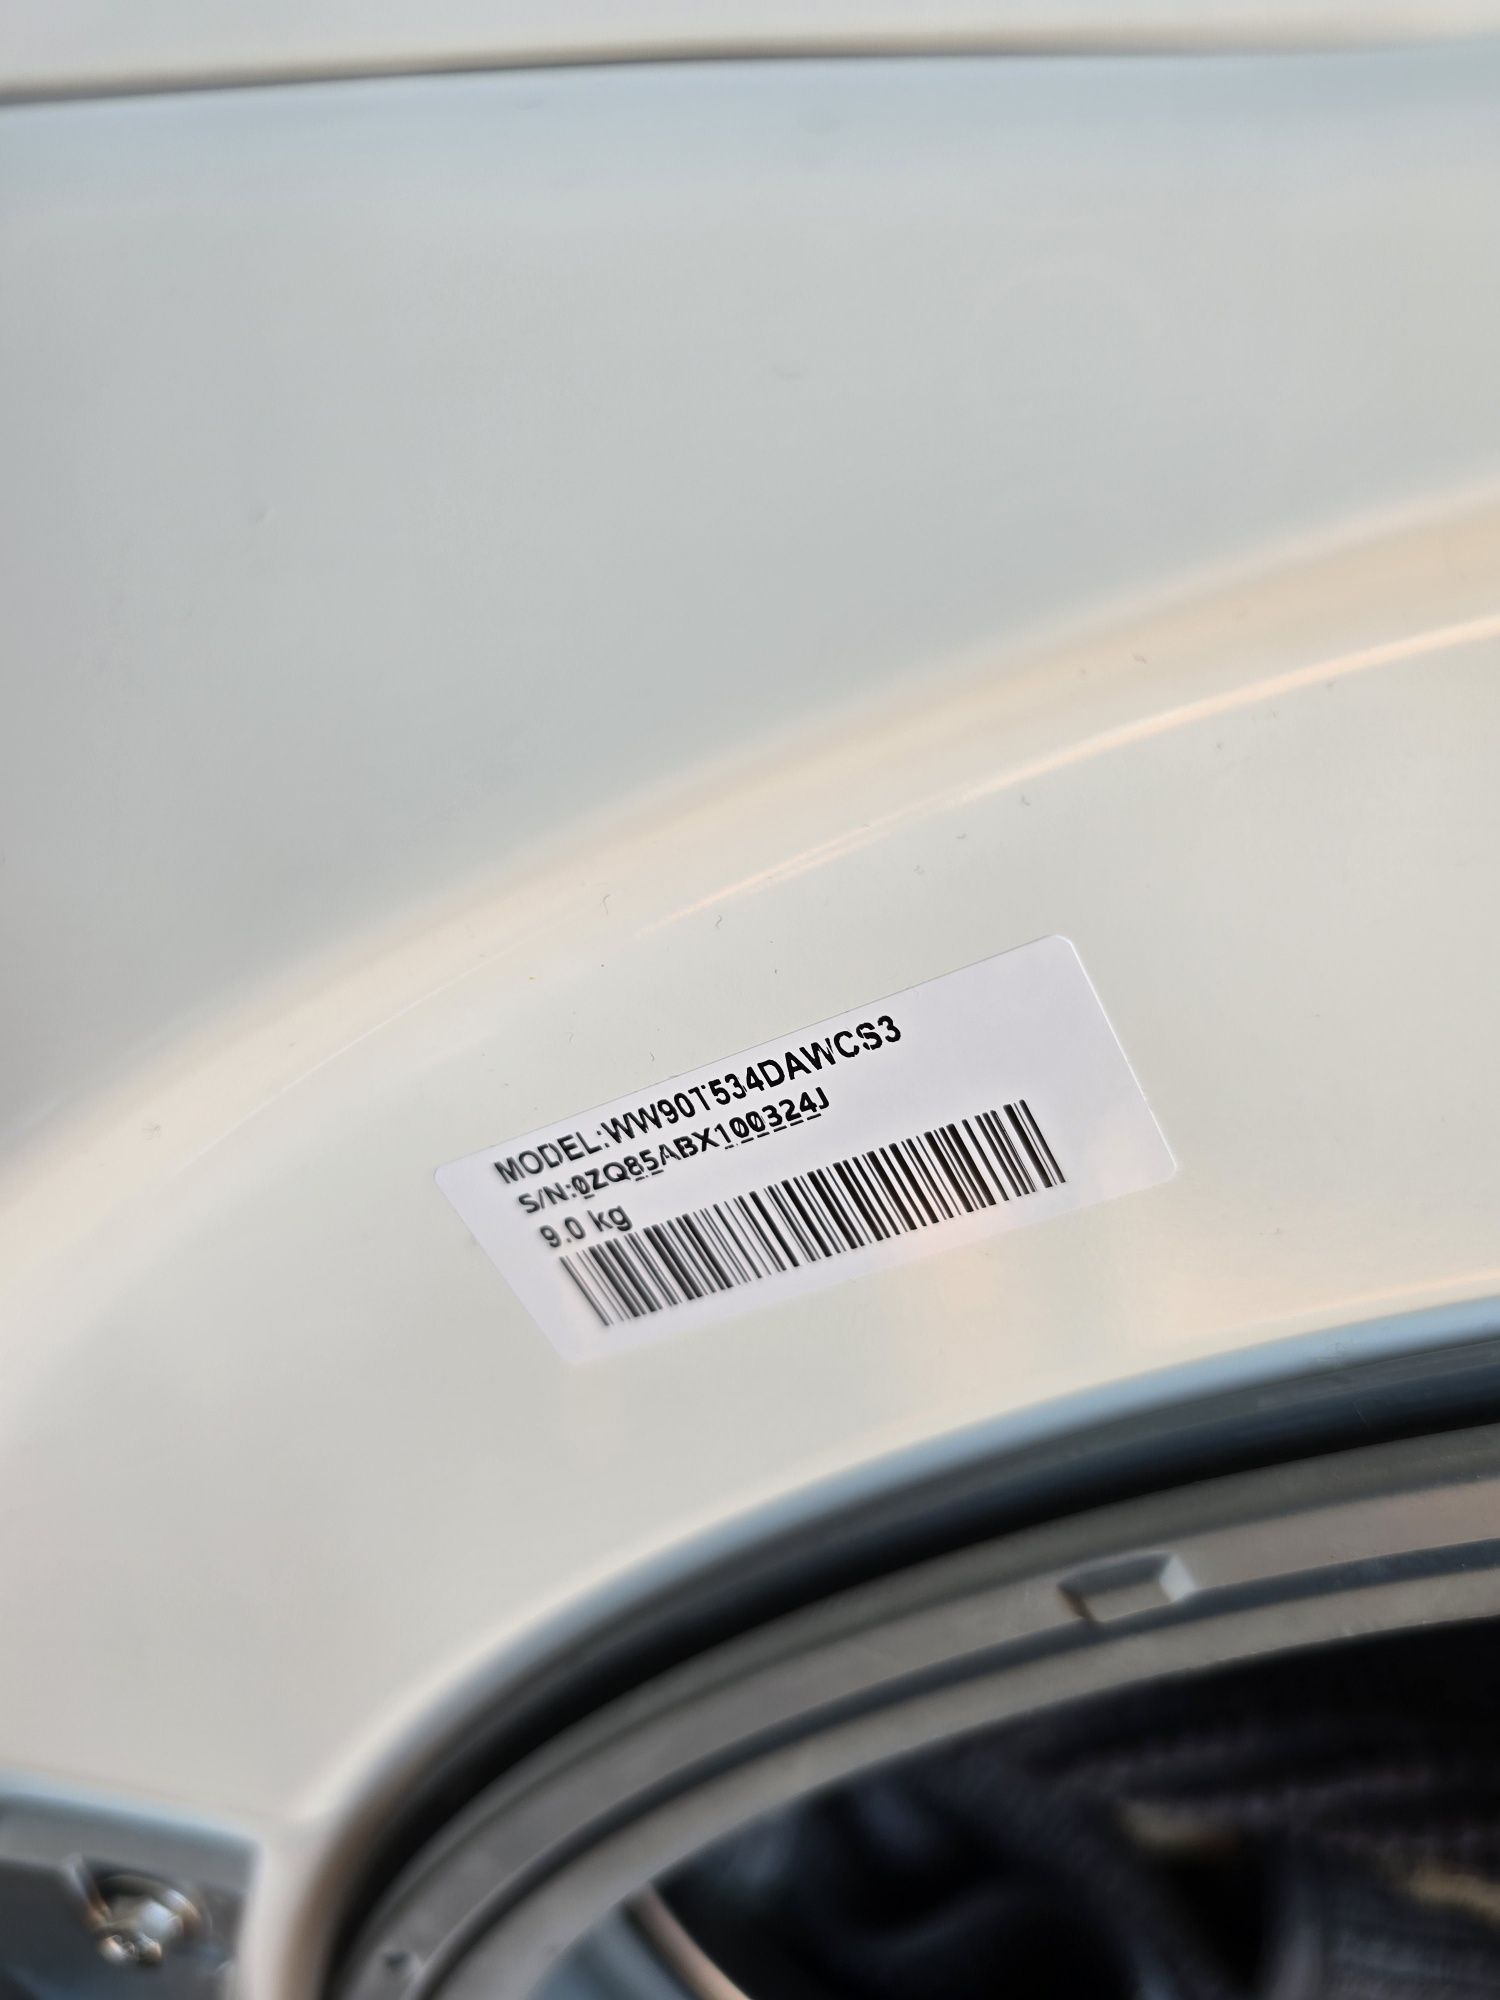 MODEL:WW90T534DAWCS3
S/N:0ZQ85ABX100324J
9.0 kg